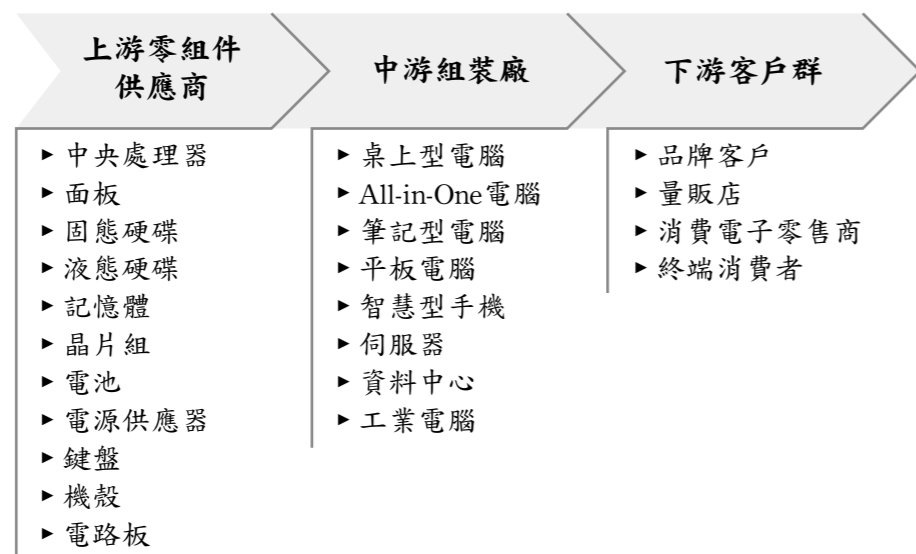 上游零組件
供應商
▸ 中央處理器
▸ 面板
▸ 固態硬碟
▸ 液態硬碟
▸ 記憶體
▸ 晶片組
▸ 電池
▸ 電源供應器
▸ 鍵盤
▸ 機殼
▸ 電路板
中游組裝廠
▸ 桌上型電腦
▸ All-in-One電腦
▸ 筆記型電腦
▸ 平板電腦
▸ 智慧型手機
▸ 伺服器
▸ 資料中心
▸ 工業電腦
下游客戶群
▸ 品牌客戶
▸ 量販店
▸ 消費電子零售商
▸ 終端消費者